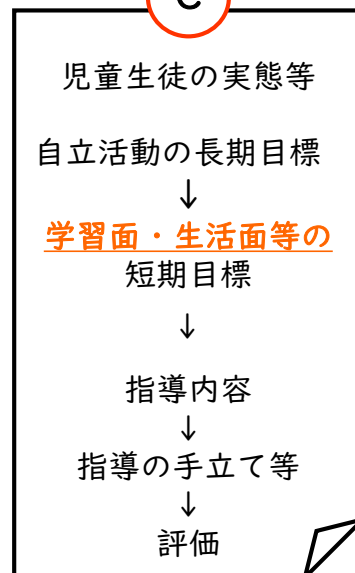 児童生徒の実態等
自立活動の長期目標
↓
学習面・生活面等の
短期目標
↓
指導内容
↓
指導の手立て等
↓
評価